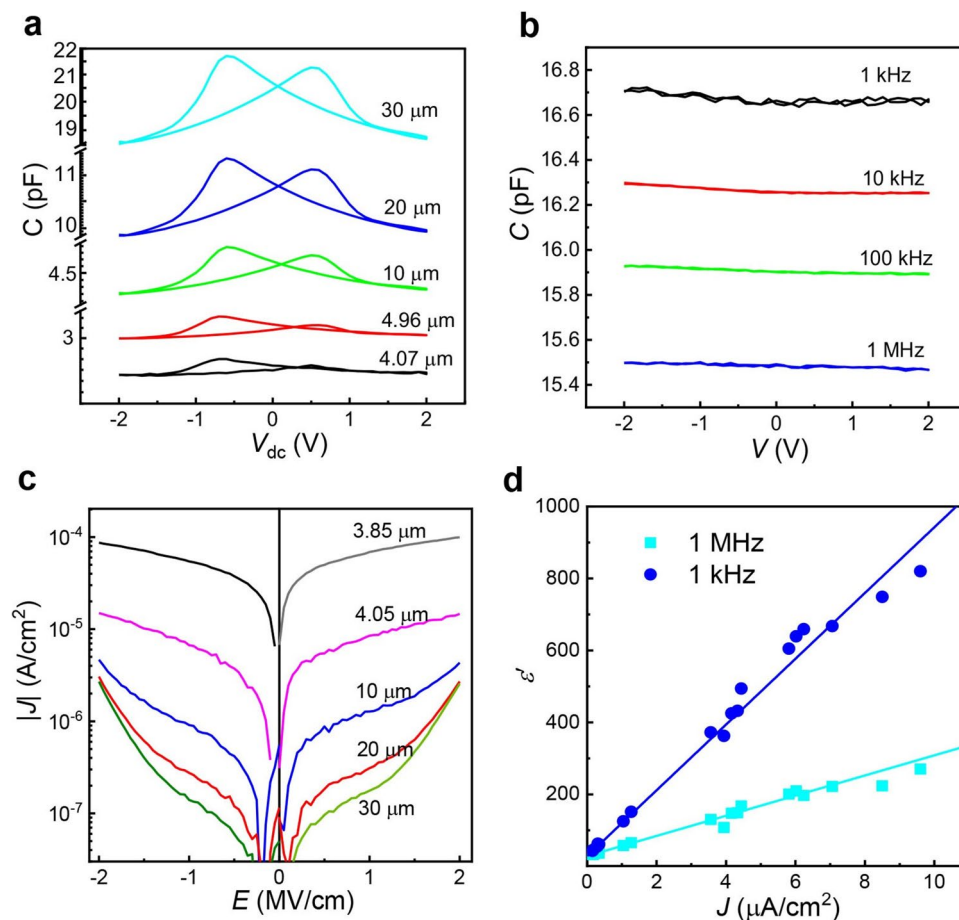 a
C (pF)
22
21
20
19
11
10
4.5
3
30 μm
20 μm
10 μm
4.96 μm
4.07 μm
-2
-1
0
1
2
Vdc (V)
b
C (pF)
16.8
16.6
16.4
16.2
16.0
15.8
15.6
15.4
1 kHz
10 kHz
100 kHz
1 MHz
-2
-1
0
1
2
V (V)
c
|J| (A/cm²)
10⁻⁴
10⁻⁵
10⁻⁶
10⁻⁷
3.85 μm
4.05 μm
10 μm
20 μm
30 μm
-2
-1
0
1
2
E (MV/cm)
d
ε'
1000
800
600
400
200
1 MHz
1 kHz
0
2
4
6
8
10
J (μA/cm²)